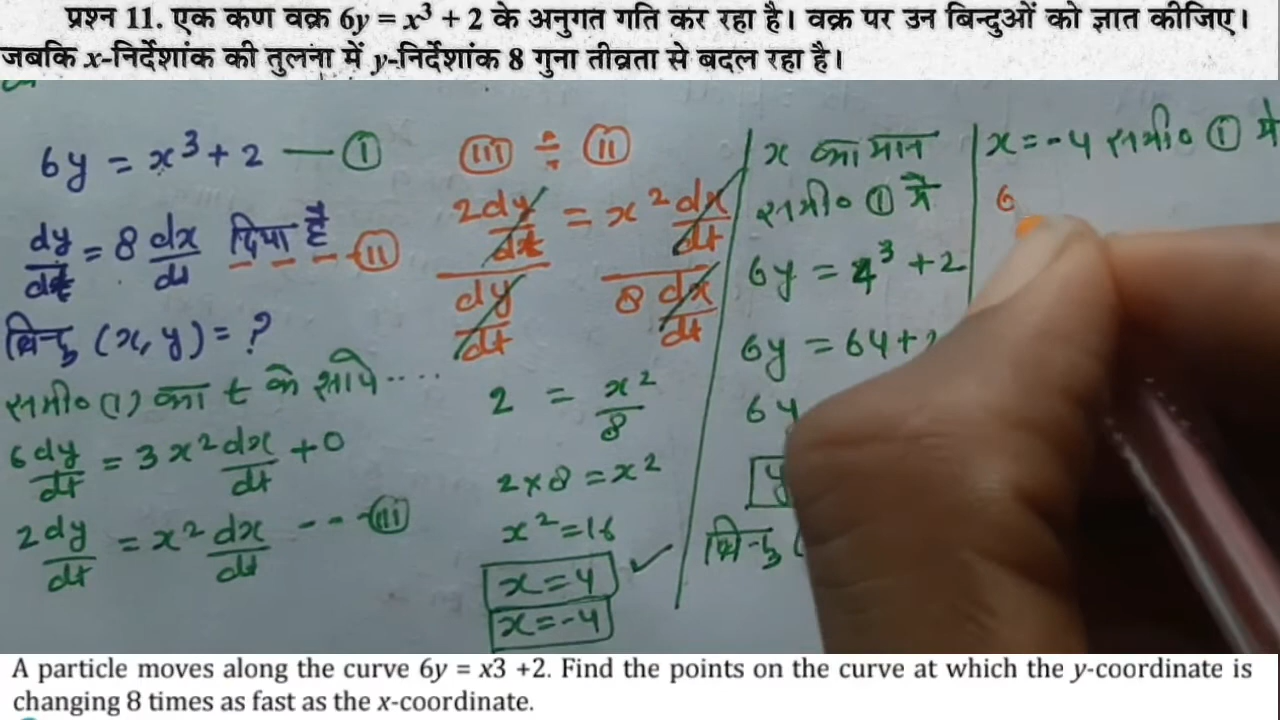 प्रश्न 11. एक कण वक्र 6y = x³ + 2 के अनुगत गति कर रहा है। वक्र पर उन बिन्दुओं को ज्ञात कीजिए।
जबकि x-निर्देशांक की तुलना में y-निर्देशांक 8 गुना तीव्रता से बदल रहा है।
6y = x³ + 2 — (I)
dy/dt = 8 dx/dt दिया है - - - (II)
बिन्दु (x, y) = ?
समी० (1) का t के सापे....
6 dy/dt = 3x² dx/dt + 0
2 dy/dt = x² dx/dt - - - (III)
(III) ÷ (II)
2 dy/dt = x² dx/dt
dy/dt 8 dx/dt
2 = x²/8
2 × 8 = x²
x² = 16
x = 4 ✓
x = -4
x का मान
समी० (1) मे
6y = 4³ + 2
6y = 64 + 2
6y
y
बिन्दु (
x = -4 समी० (1) मे
6
A particle moves along the curve 6y = x3 +2. Find the points on the curve at which the y-coordinate is
changing 8 times as fast as the x-coordinate.